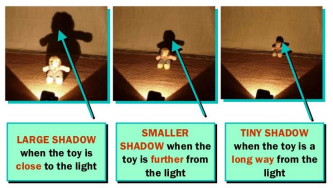 LARGE SHADOW
when the toy is
close to the light
SMALLER
SHADOW when the
toy is further from
the light
TINY SHADOW
when the toy is a
long way from the
light